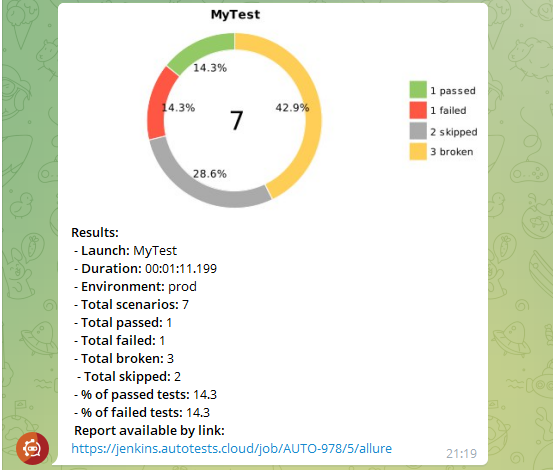 MyTest
14.3%
14.3%
7
42.9%
28.6%
1 passed
1 failed
2 skipped
3 broken
Results:
- Launch: MyTest
- Duration: 00:01:11.199
- Environment: prod
- Total scenarios: 7
- Total passed: 1
- Total failed: 1
- Total broken: 3
- Total skipped: 2
- % of passed tests: 14.3
- % of failed tests: 14.3
Report available by link:
https://jenkins.autotests.cloud/job/AUTO-978/5/allure
21:19